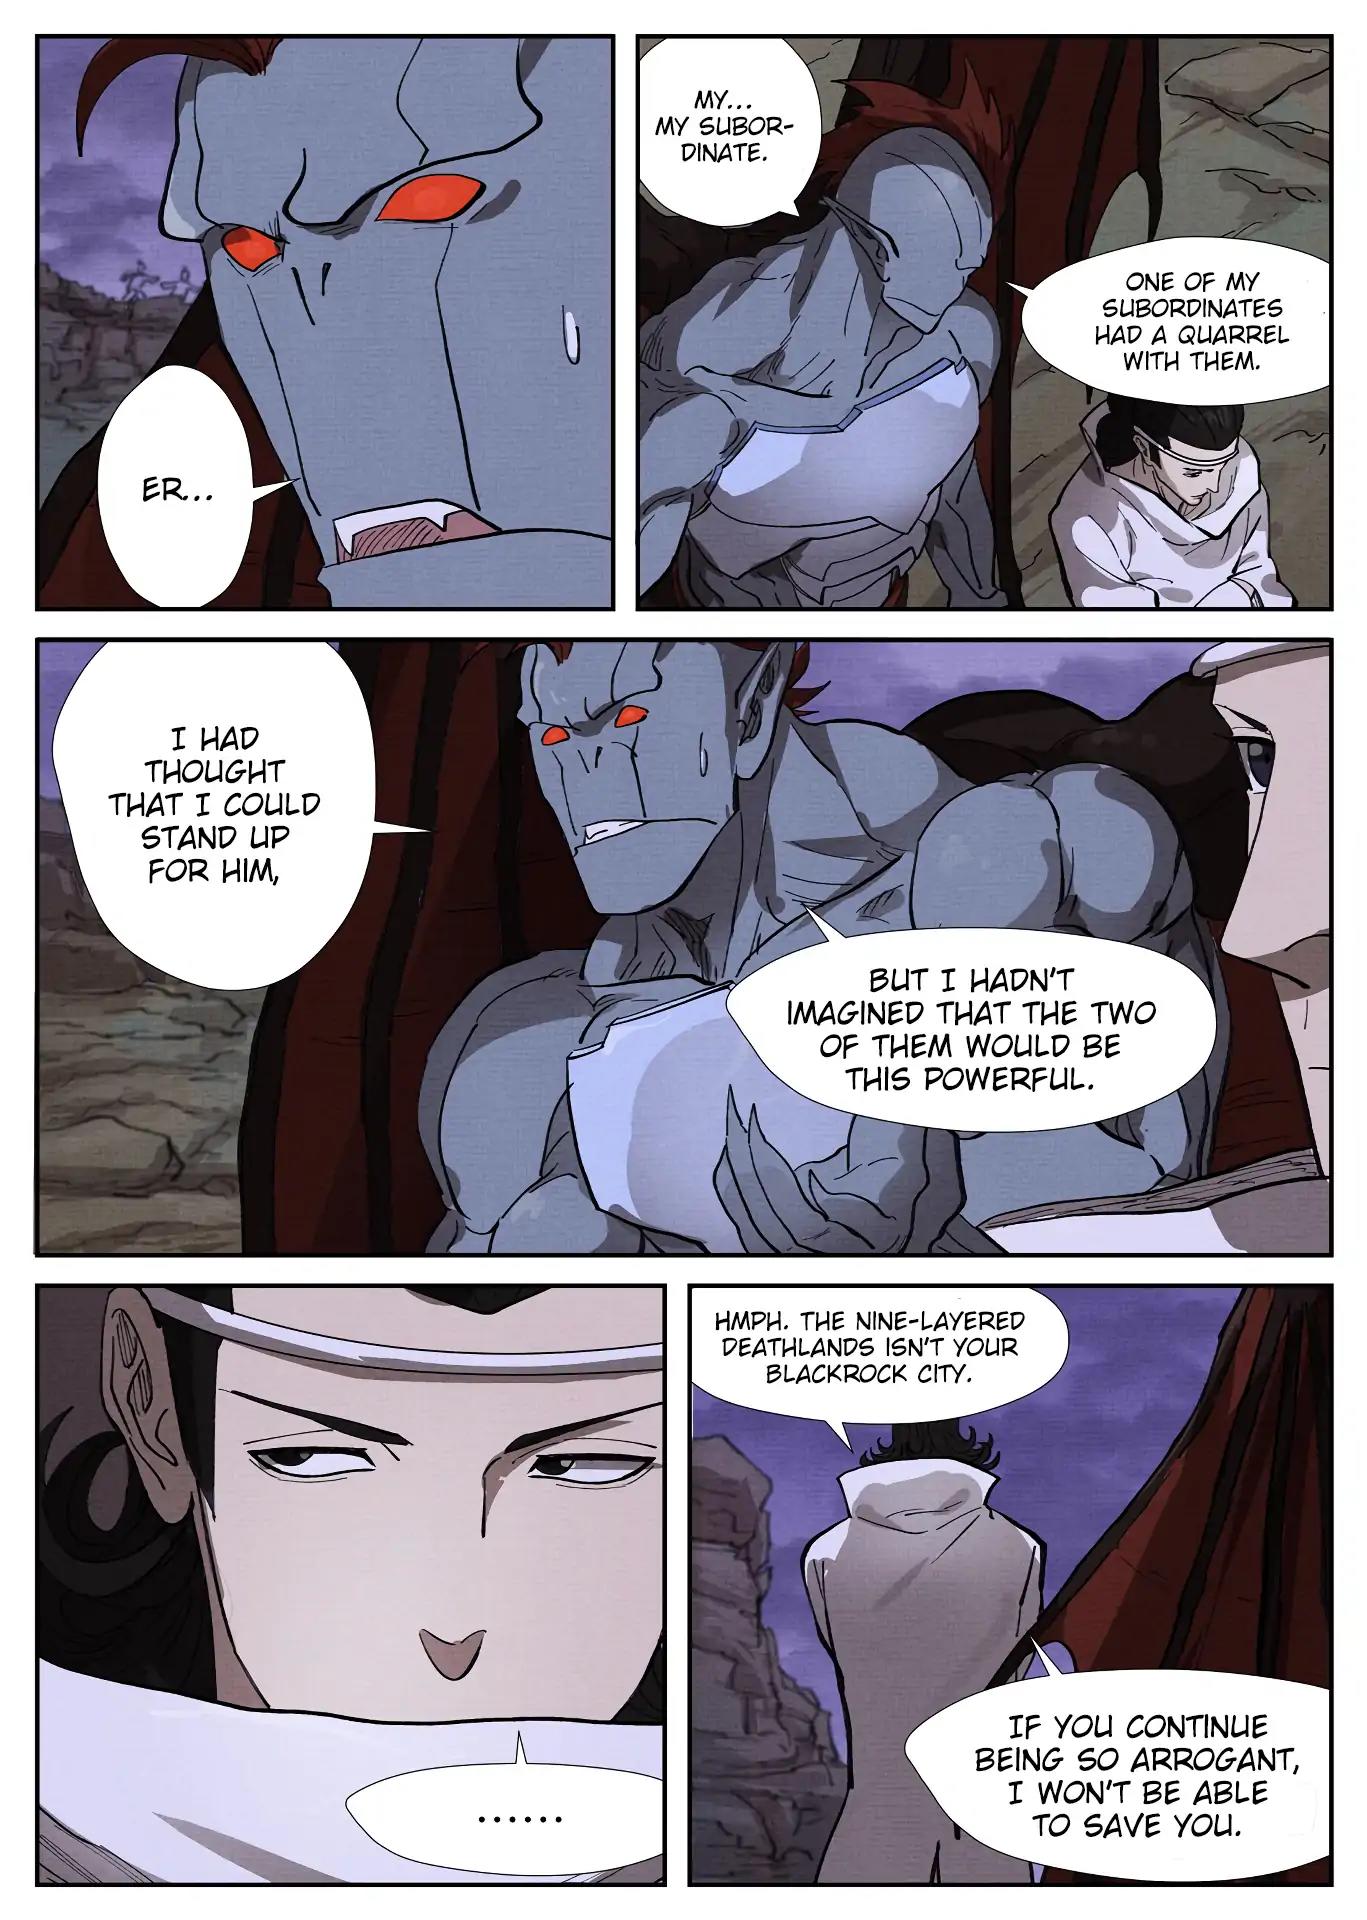 ER...
MY...
MY SUBOR-
DINATE.
ONE OF MY
SUBORDINATES
HAD A QUARREL
WITH THEM.
I HAD
THOUGHT
THAT I COULD
STAND UP
FOR HIM,
BUT I HADN'T
IMAGINED THAT THE TWO
OF THEM WOULD BE
THIS POWERFUL.
......
HMPH. THE NINE-LAYERED
DEATHLANDS ISN'T YOUR
BLACKROCK CITY.
IF YOU CONTINUE
BEING SO ARROGANT,
I WON'T BE ABLE
TO SAVE YOU.